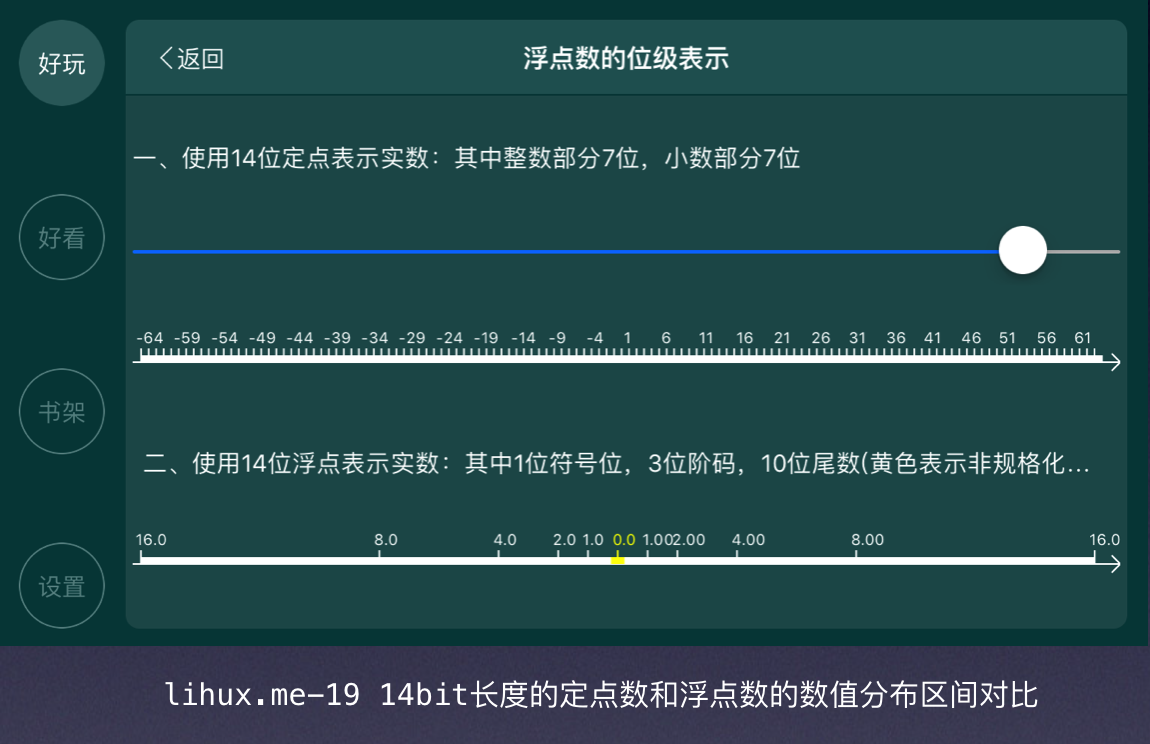 好玩
好看
书架
设置
返回
浮点数的位级表示
一、使用14位定点表示实数：其中整数部分7位，小数部分7位
-64 -59 -54 -49 -44 -39 -34 -29 -24 -19 -14 -9 -4 1 6 11 16 21 26 31 36 41 46 51 56 61
二、使用14位浮点表示实数：其中1位符号位，3位阶码，10位尾数(黄色表示非规格化...
16.0 8.0 4.0 2.0 1.0 0.0 1.00 2.00 4.00 8.00 16.0
lihux.me-19 14bit长度的定点数和浮点数的数值分布区间对比